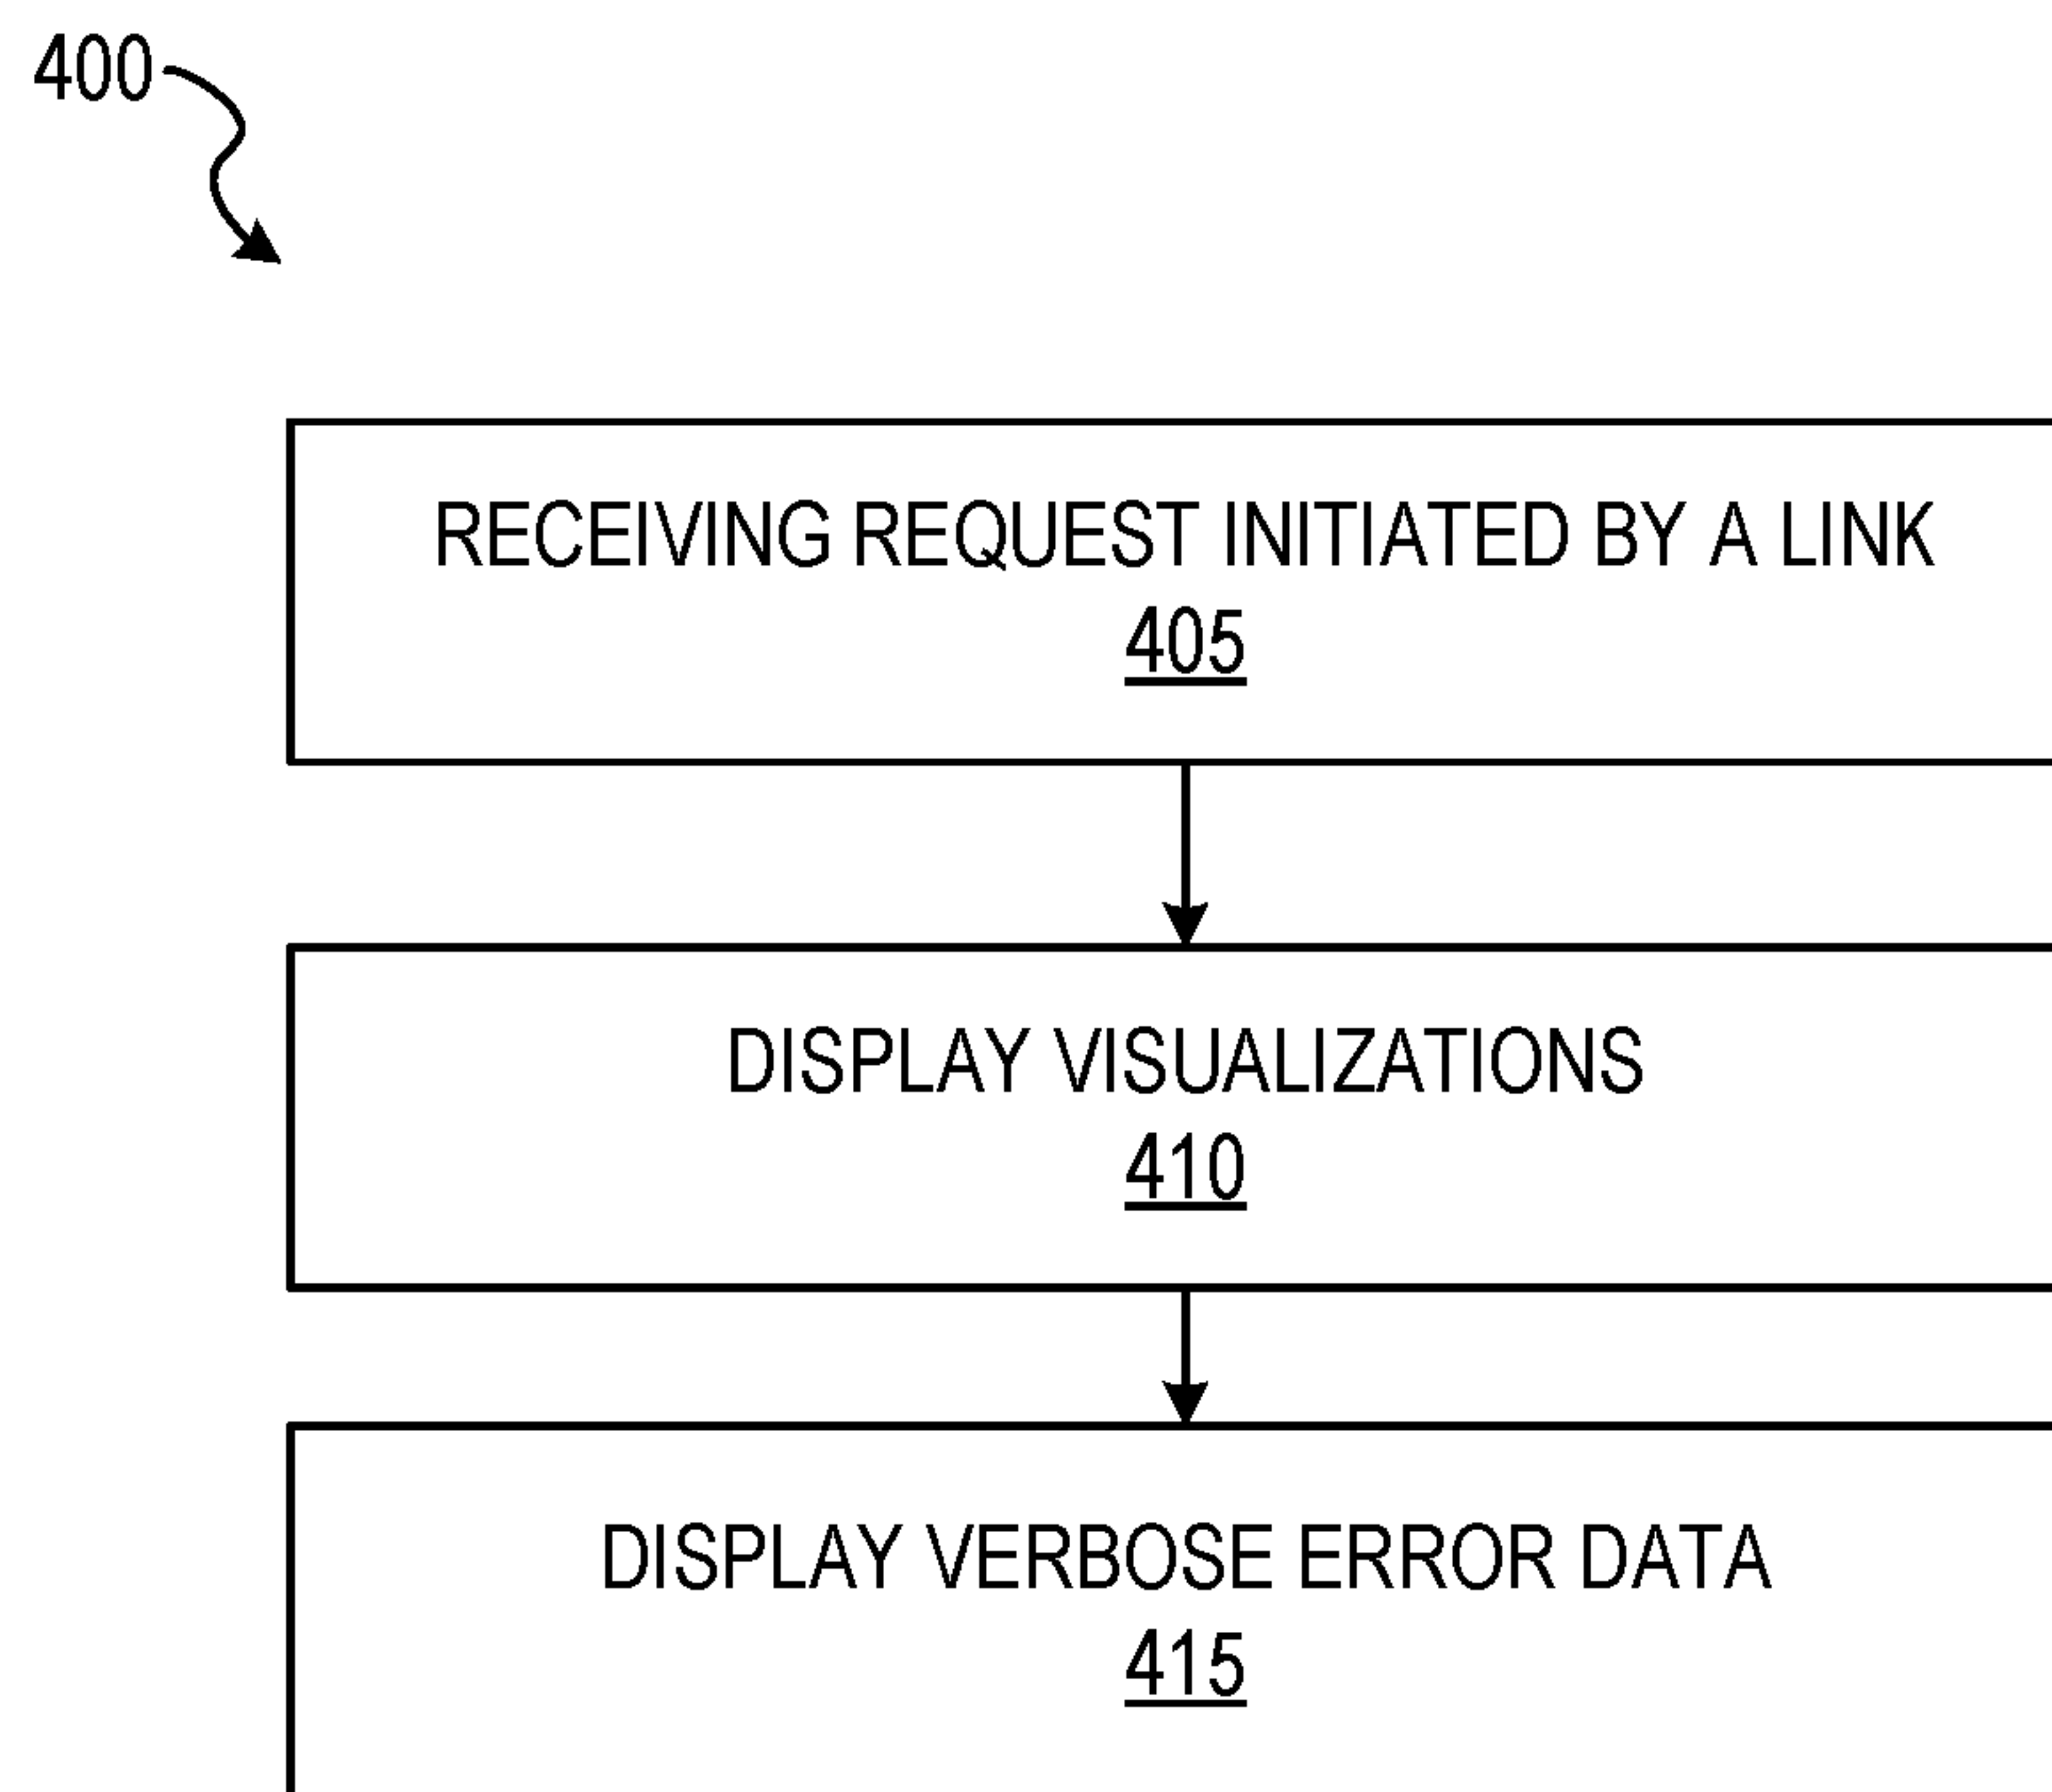 400
RECEIVING REQUEST INITIATED BY A LINK
405
DISPLAY VISUALIZATIONS
410
DISPLAY VERBOSE ERROR DATA
415